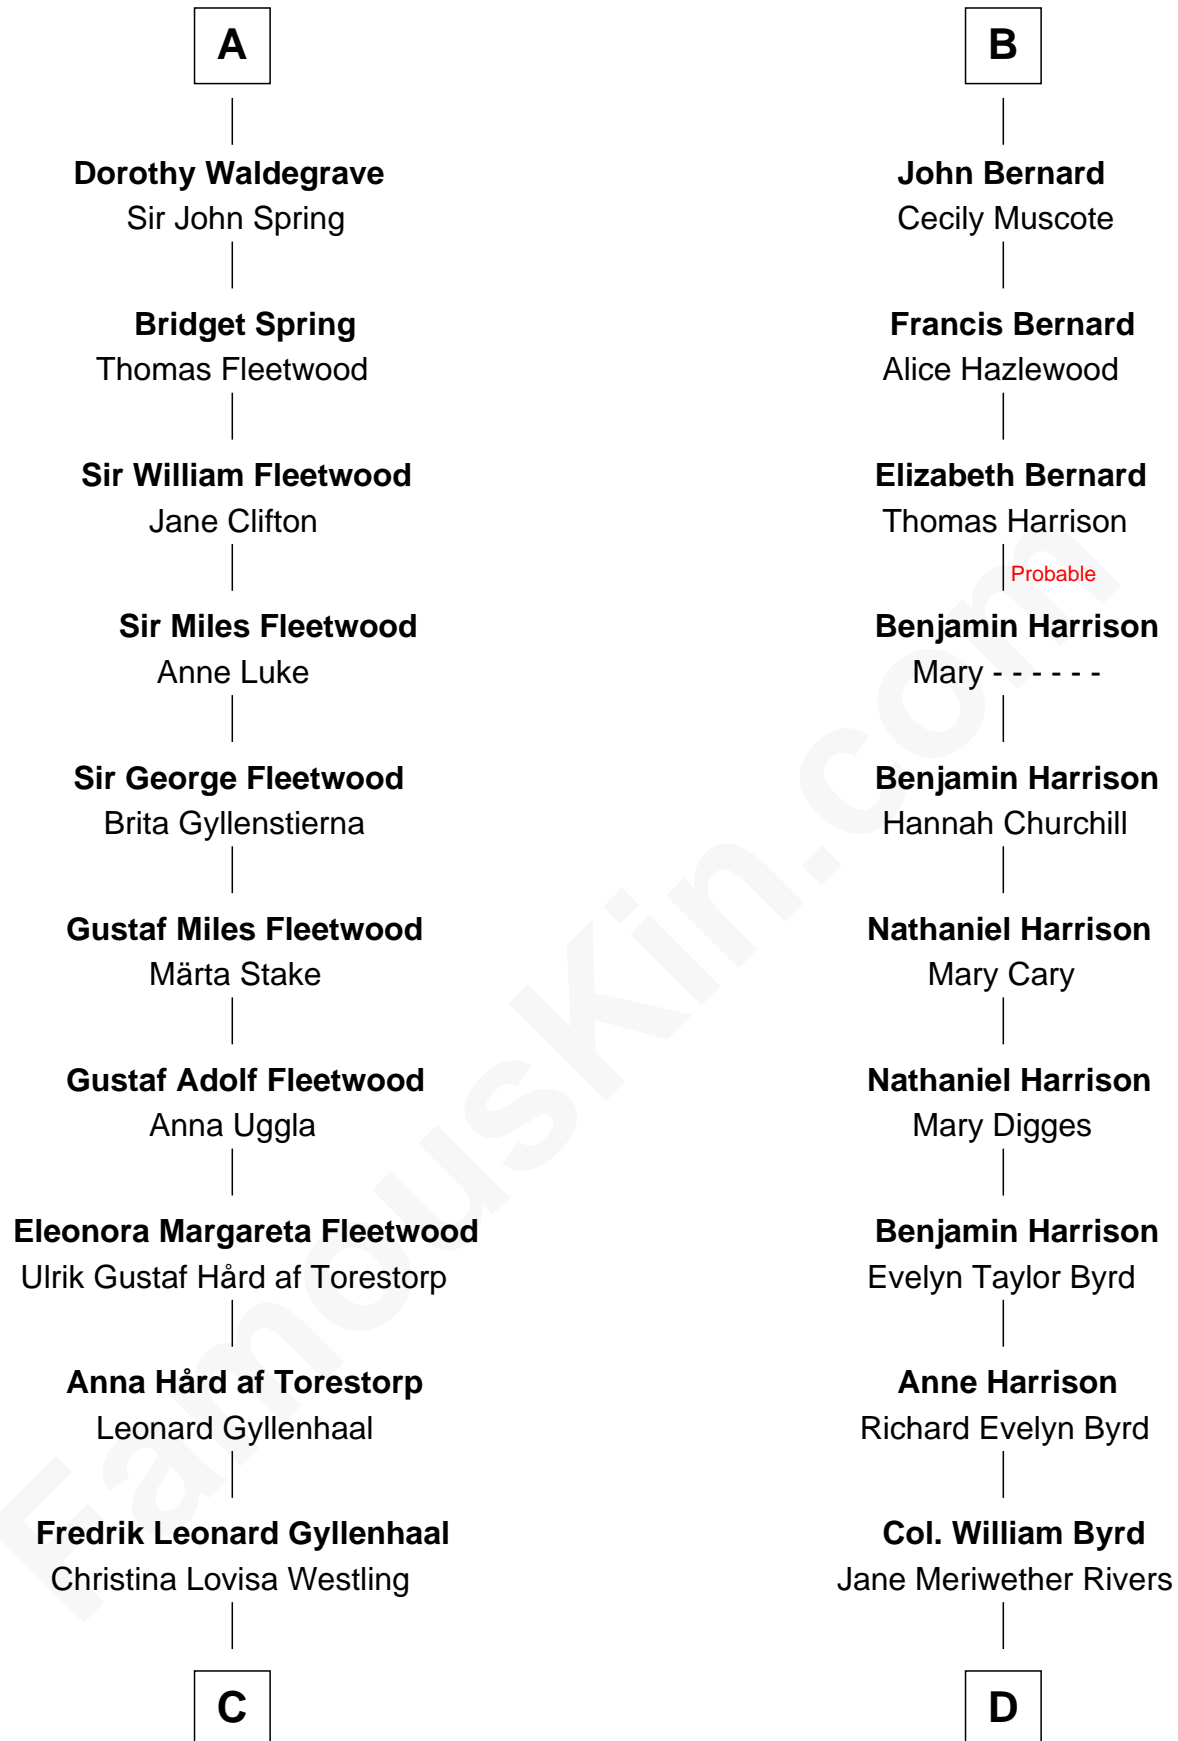 A
Dorothy Waldegrave
Sir John Spring
Bridget Spring
Thomas Fleetwood
Sir William Fleetwood
Jane Clifton
Sir Miles Fleetwood
Anne Luke
Sir George Fleetwood
Brita Gyllenstierna
Gustaf Miles Fleetwood
Märta Stake
Gustaf Adolf Fleetwood
Anna Uggla
Eleonora Margareta Fleetwood
Ulrik Gustaf Hård af Torestorp
Anna Hård af Torestorp
Leonard Gyllenhaal
Fredrik Leonard Gyllenhaal
Christina Lovisa Westling
C
B
John Bernard
Cecily Muscote
Francis Bernard
Alice Hazlewood
Elizabeth Bernard
Thomas Harrison
Probable
Benjamin Harrison
Mary - - - - - -
Benjamin Harrison
Hannah Churchill
Nathaniel Harrison
Mary Cary
Nathaniel Harrison
Mary Digges
Benjamin Harrison
Evelyn Taylor Byrd
Anne Harrison
Richard Evelyn Byrd
Col. William Byrd
Jane Meriwether Rivers
D
FamousKin.com